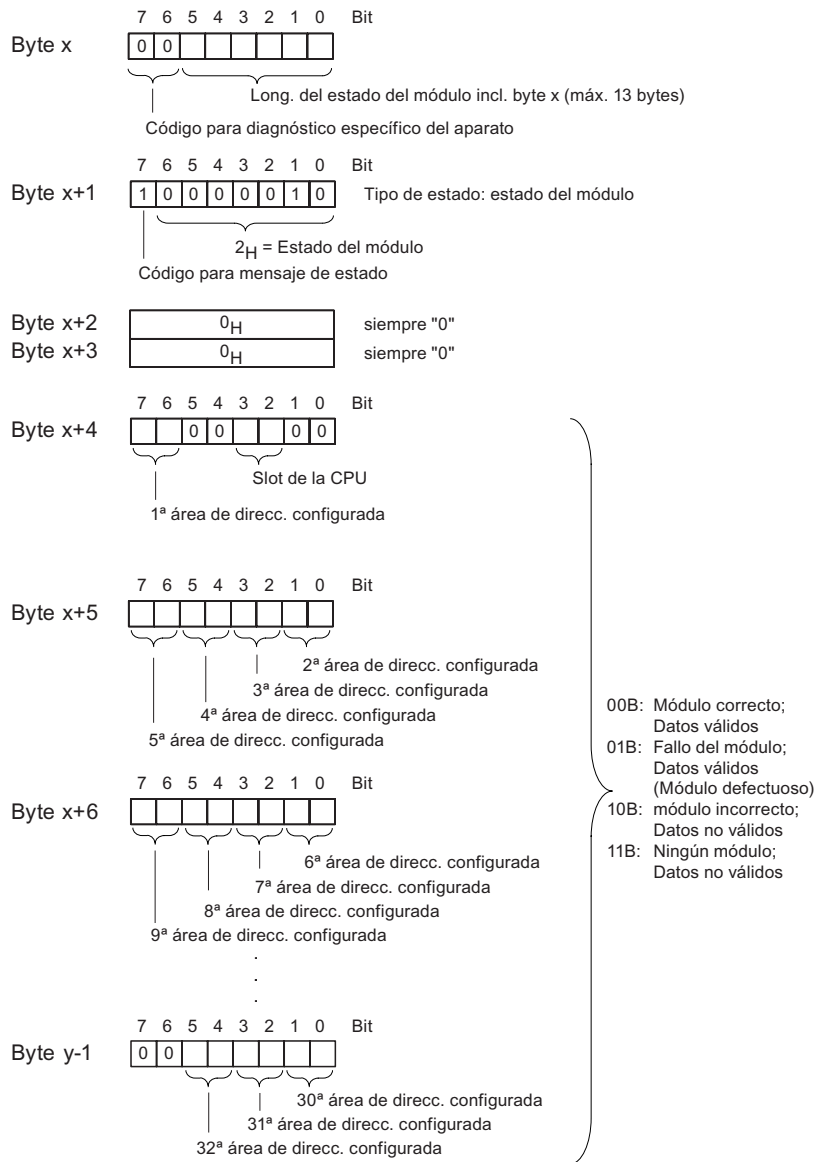 7 6 5 4 3 2 1 0 Bit
Byte x 0 0
Long. del estado del módulo incl. byte x (máx. 13 bytes)
Código para diagnóstico específico del aparato
7 6 5 4 3 2 1 0 Bit
Byte x+1 1 0 0 0 0 0 1 0 Tipo de estado: estado del módulo
2H = Estado del módulo
Código para mensaje de estado
Byte x+2 0H siempre "0"
Byte x+3 0H siempre "0"
7 6 5 4 3 2 1 0 Bit
Byte x+4 0 0 0 0
Slot de la CPU
1ª área de direcc. configurada
7 6 5 4 3 2 1 0 Bit
Byte x+5
2ª área de direcc. configurada
3ª área de direcc. configurada
4ª área de direcc. configurada
5ª área de direcc. configurada
7 6 5 4 3 2 1 0 Bit
Byte x+6
6ª área de direcc. configurada
7ª área de direcc. configurada
8ª área de direcc. configurada
9ª área de direcc. configurada
.
.
.
7 6 5 4 3 2 1 0 Bit
Byte y-1 0 0
30ª área de direcc. configurada
31ª área de direcc. configurada
32ª área de direcc. configurada
00B: Módulo correcto;
Datos válidos
01B: Fallo del módulo;
Datos válidos
(Módulo defectuoso)
10B: módulo incorrecto;
Datos no válidos
11B: Ningún módulo;
Datos no válidos